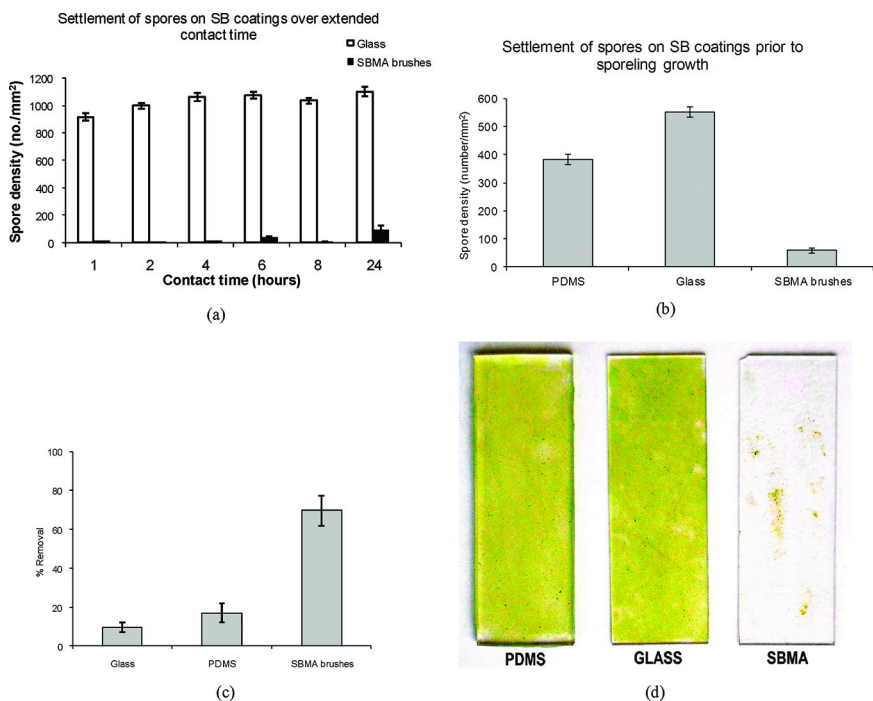 Settlement of spores on SB coatings over extended
contact time
Glass
SBMA brushes
Spore density (no./mm²)
1200
1000
800
600
400
200
0
1 2 4 6 8 24
Contact time (hours)
(a)
Settlement of spores on SB coatings prior to
sporeling growth
Spore density (number/mm²)
600
500
400
300
200
100
0
PDMS Glass SBMA brushes
(b)
% Removal
100
80
60
40
20
0
Glass PDMS SBMA brushes
(c)
PDMS GLASS SBMA
(d)